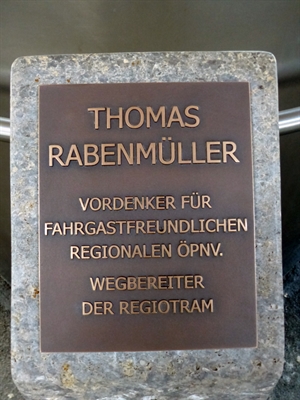 THOMAS
RABENMÜLLER
VORDENKER FÜR
FAHRGASTFREUNDLICHEN
REGIONALEN ÖPNV.
WEGBEREITER
DER REGIOTRAM